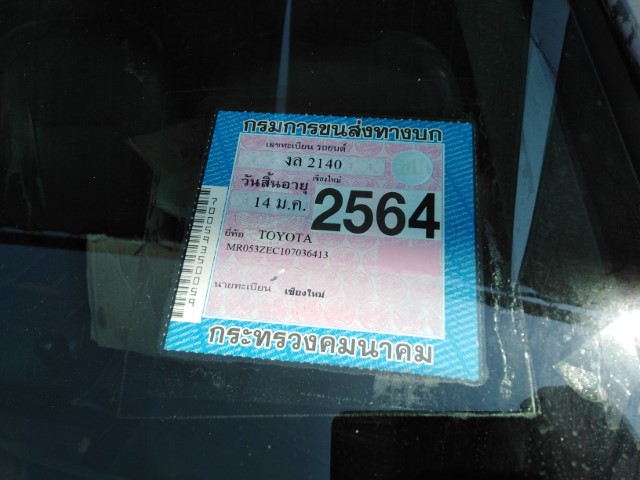 กรมการขนส่งทางบก
เลขทะเบียน รถยนต์
งล 2140
เชียงใหม่
วันสิ้นอายุ
14 ม.ค. 2564
ยี่ห้อ TOYOTA
MR053ZEC107036413
นายทะเบียน เชียงใหม่
กระทรวงคมนาคม